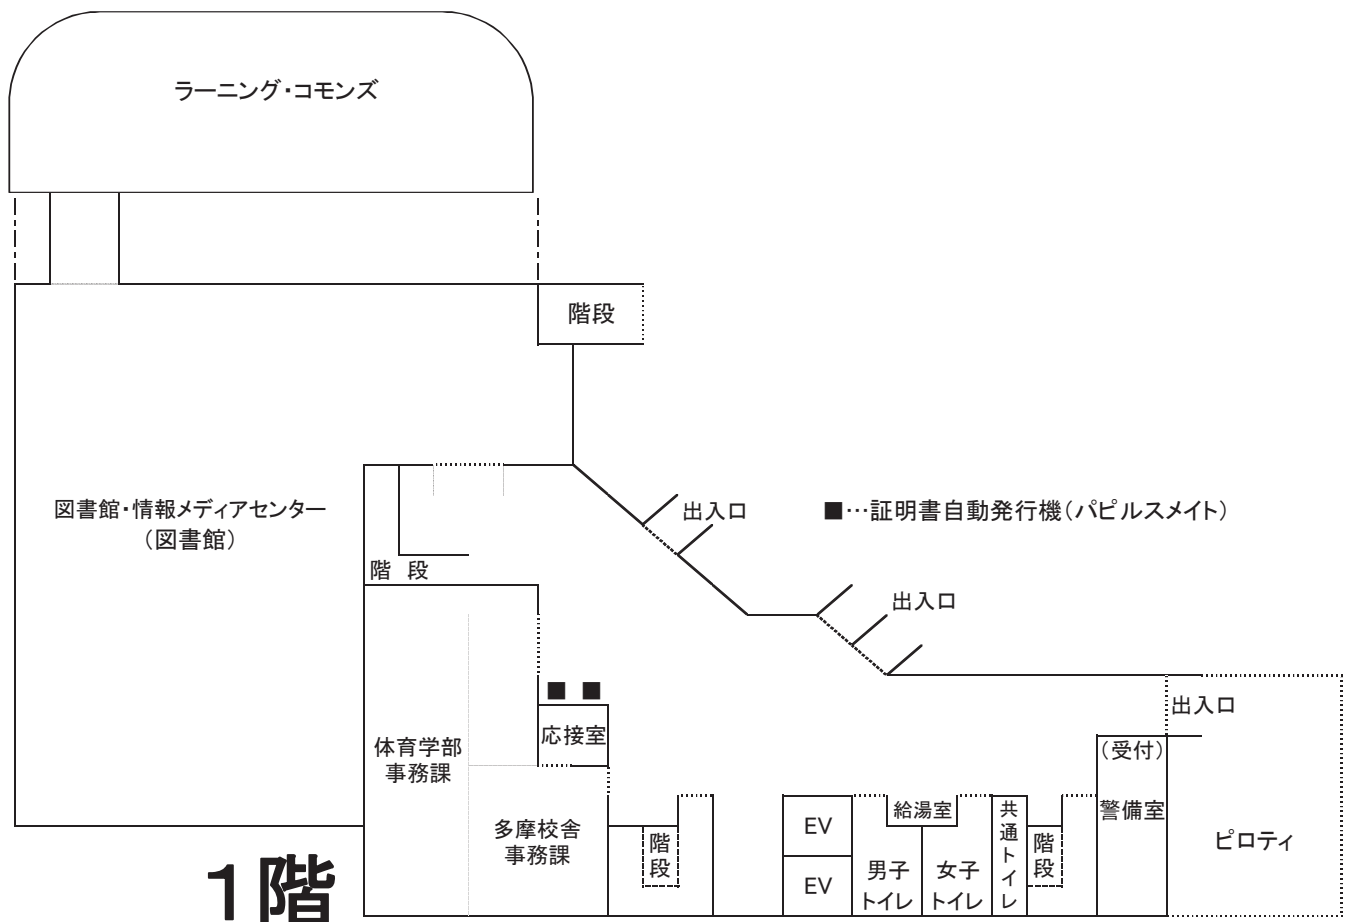 ラーニング・コモンズ
階段
図書館・情報メディアセンター
（図書館）
出入口
■…証明書自動発行機（パピルスメイト）
階 段
出入口
■ ■
出入口
応接室
体育学部
事務課
（受付）
警備室
多摩校舎
事務課
階段
EV
EV
給湯室
男子
トイレ
女子
トイレ
共通トイレ
階段
ピロティ
1階